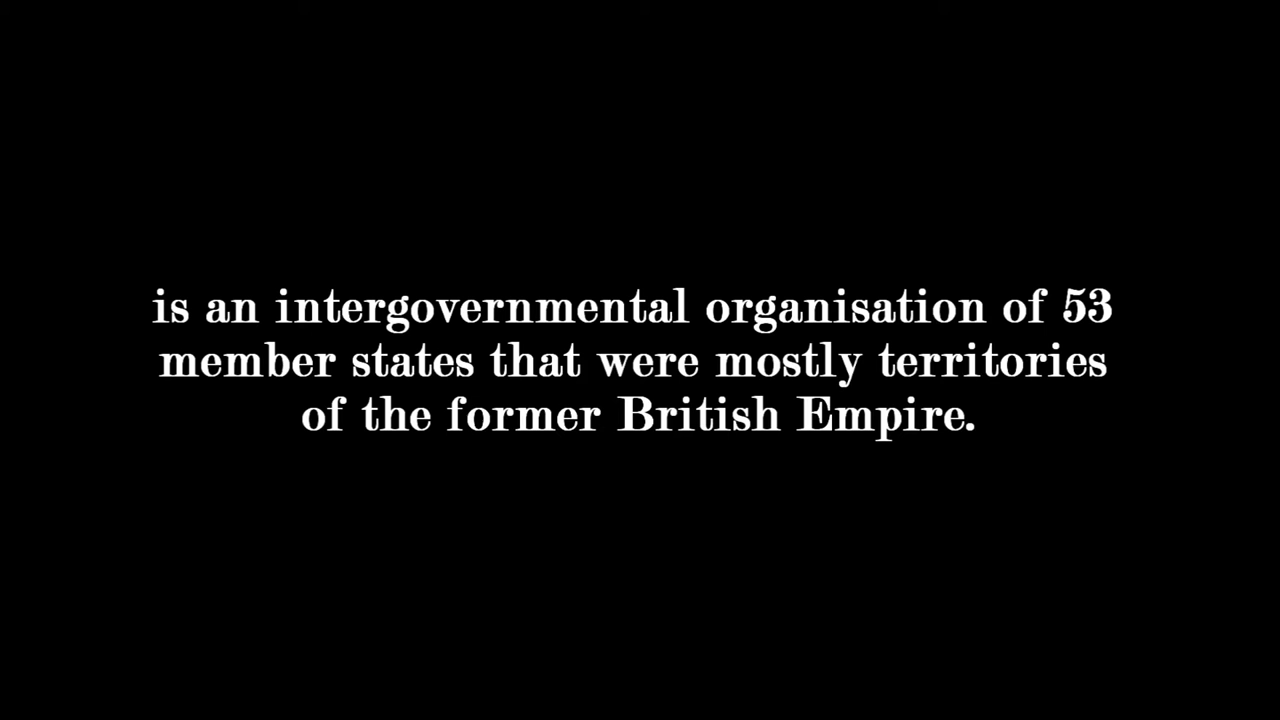 is an intergovernmental organisation of 53
member states that were mostly territories
of the former British Empire.